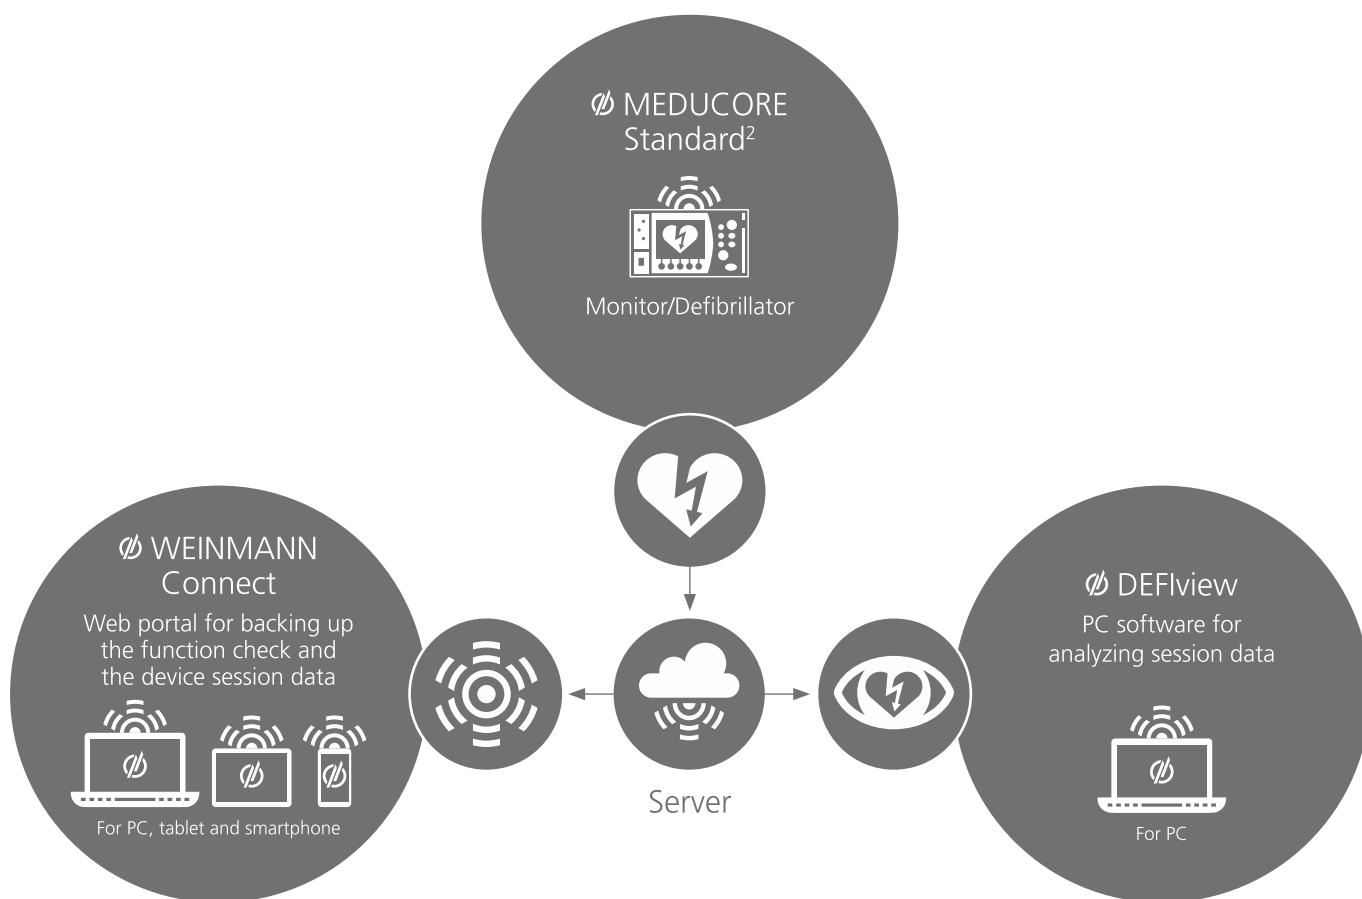 MEDUCORE
Standard²
Monitor/Defibrillator
WEINMANN
Connect
Web portal for backing up
the function check and
the device session data
For PC, tablet and smartphone
Server
DEFIview
PC software for
analyzing session data
For PC